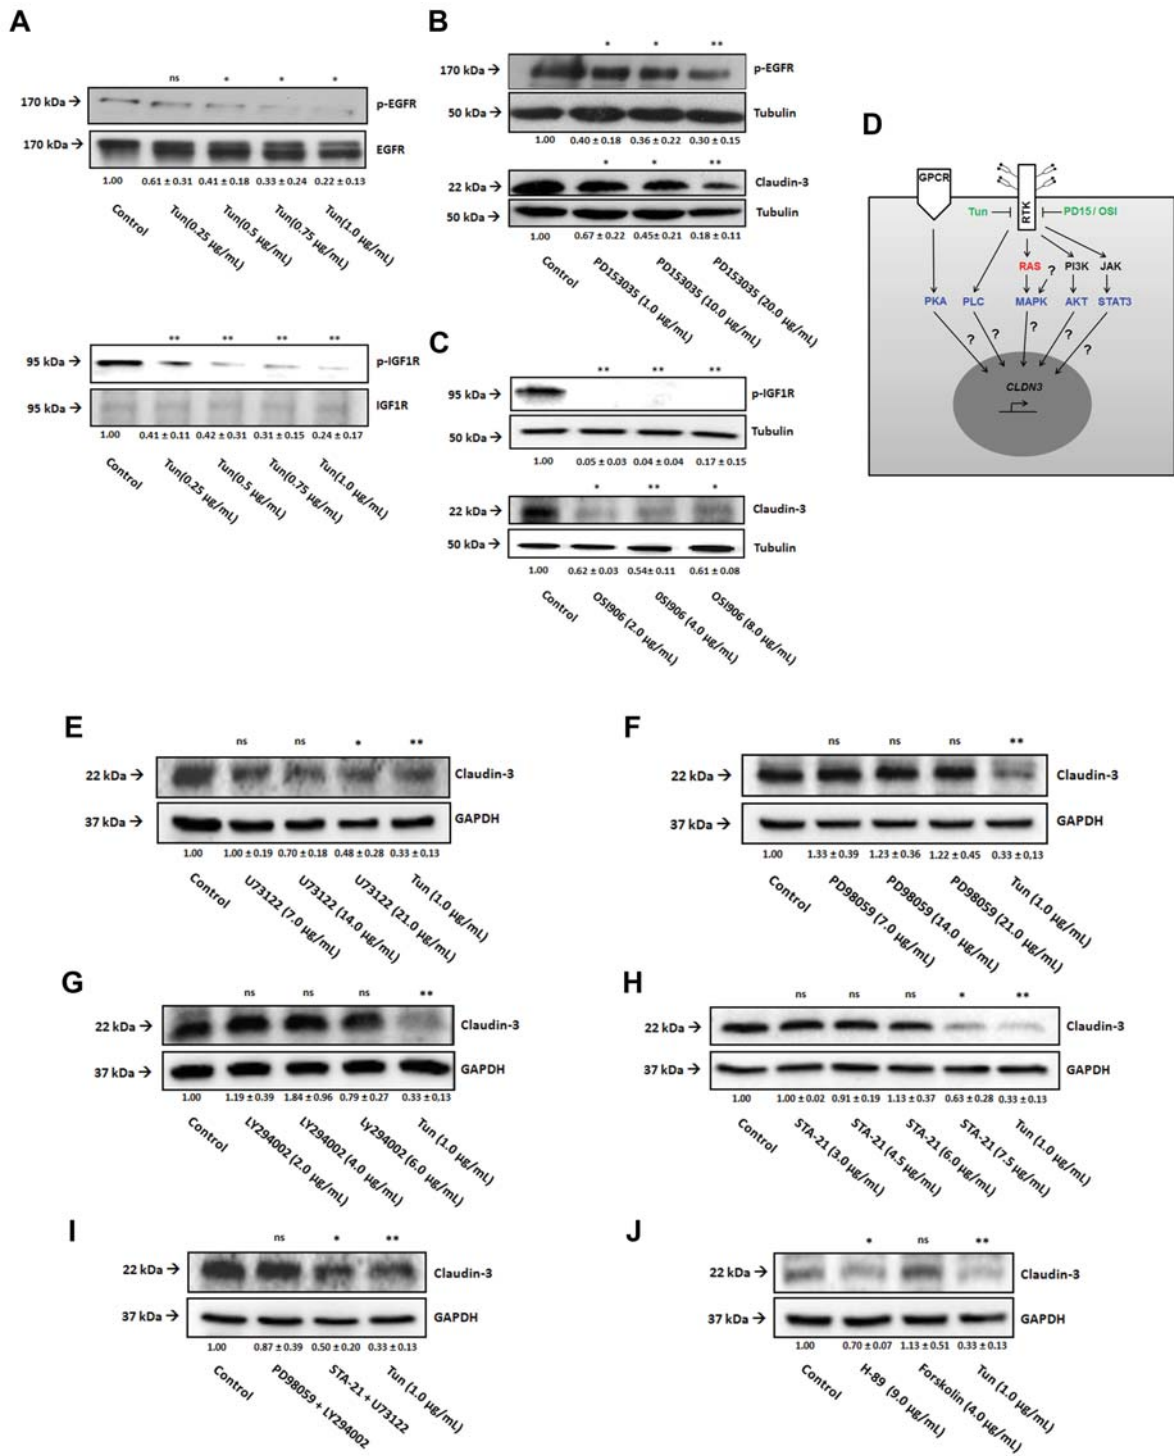 A
ns * * *
170 kDa → p-EGFR
170 kDa → EGFR
1.00 0.61 ± 0.31 0.41 ± 0.18 0.33 ± 0.24 0.22 ± 0.13
Control Tun(0.25 µg/mL) Tun(0.5 µg/mL) Tun(0.75 µg/mL) Tun(1.0 µg/mL)
** ** ** **
95 kDa → p-IGF1R
95 kDa → IGF1R
1.00 0.41 ± 0.11 0.42 ± 0.31 0.31 ± 0.15 0.24 ± 0.17
Control Tun(0.25 µg/mL) Tun(0.5 µg/mL) Tun(0.75 µg/mL) Tun(1.0 µg/mL)
B
* * **
170 kDa → p-EGFR
50 kDa → Tubulin
1.00 0.40 ± 0.18 0.36 ± 0.22 0.30 ± 0.15
* * **
22 kDa → Claudin-3
50 kDa → Tubulin
1.00 0.67 ± 0.22 0.45± 0.21 0.18 ± 0.11
Control PD153035 (1.0 µg/mL) PD153035 (10.0 µg/mL) PD153035 (20.0 µg/mL)
C
** ** **
95 kDa → p-IGF1R
50 kDa → Tubulin
1.00 0.05 ± 0.03 0.04 ± 0.04 0.17 ± 0.15
* ** *
22 kDa → Claudin-3
50 kDa → Tubulin
1.00 0.62 ± 0.03 0.54± 0.11 0.61 ± 0.08
Control OSI906 (2.0 µg/mL) 0SI906 (4.0 µg/mL) OSI906 (8.0 µg/mL)
D
GPCR RTK
Tun PD15 / OSI
RAS ? PI3K JAK
PKA PLC MAPK AKT STAT3
? ? ? ? ?
CLDN3
E
ns ns * **
22 kDa → Claudin-3
37 kDa → GAPDH
1.00 1.00 ± 0.19 0.70 ± 0.18 0.48 ± 0.28 0.33 ± 0,13
Control U73122 (7.0 µg/mL) U73122 (14.0 µg/mL) U73122 (21.0 µg/mL) Tun (1.0 µg/mL)
F
ns ns ns **
22 kDa → Claudin-3
37 kDa → GAPDH
1.00 1.33 ± 0.39 1.23 ± 0.36 1.22 ± 0.45 0.33 ± 0,13
Control PD98059 (7.0 µg/mL) PD98059 (14.0 µg/mL) PD98059 (21.0 µg/mL) Tun (1.0 µg/mL)
G
ns ns ns **
22 kDa → Claudin-3
37 kDa → GAPDH
1.00 1.19 ± 0.39 1.84 ± 0.96 0.79 ± 0.27 0.33 ± 0,13
Control LY294002 (2.0 µg/mL) LY294002 (4.0 µg/mL) Ly294002 (6.0 µg/mL) Tun (1.0 µg/mL)
H
ns ns ns * **
22 kDa → Claudin-3
37 kDa → GAPDH
1.00 1.00 ± 0.02 0.91 ± 0.19 1.13 ± 0.37 0.63 ± 0.28 0.33 ± 0.13
Control STA-21 (3.0 µg/mL) STA-21 (4.5 µg/mL) STA-21 (6.0 µg/mL) STA-21 (7.5 µg/mL) Tun (1.0 µg/mL)
I
ns * **
22 kDa → Claudin-3
37 kDa → GAPDH
1.00 0.87 ± 0.39 0.50 ± 0.20 0.33 ± 0.13
Control PD98059 + LY294002 STA-21 + U73122 Tun (1.0 µg/mL)
J
* ns **
22 kDa → Claudin-3
37 kDa → GAPDH
1.00 0.70 ± 0.07 1.13 ± 0.51 0.33 ± 0.13
Control H-89 (9.0 µg/mL) Forskolin (4.0 µg/mL) Tun (1.0 µg/mL)